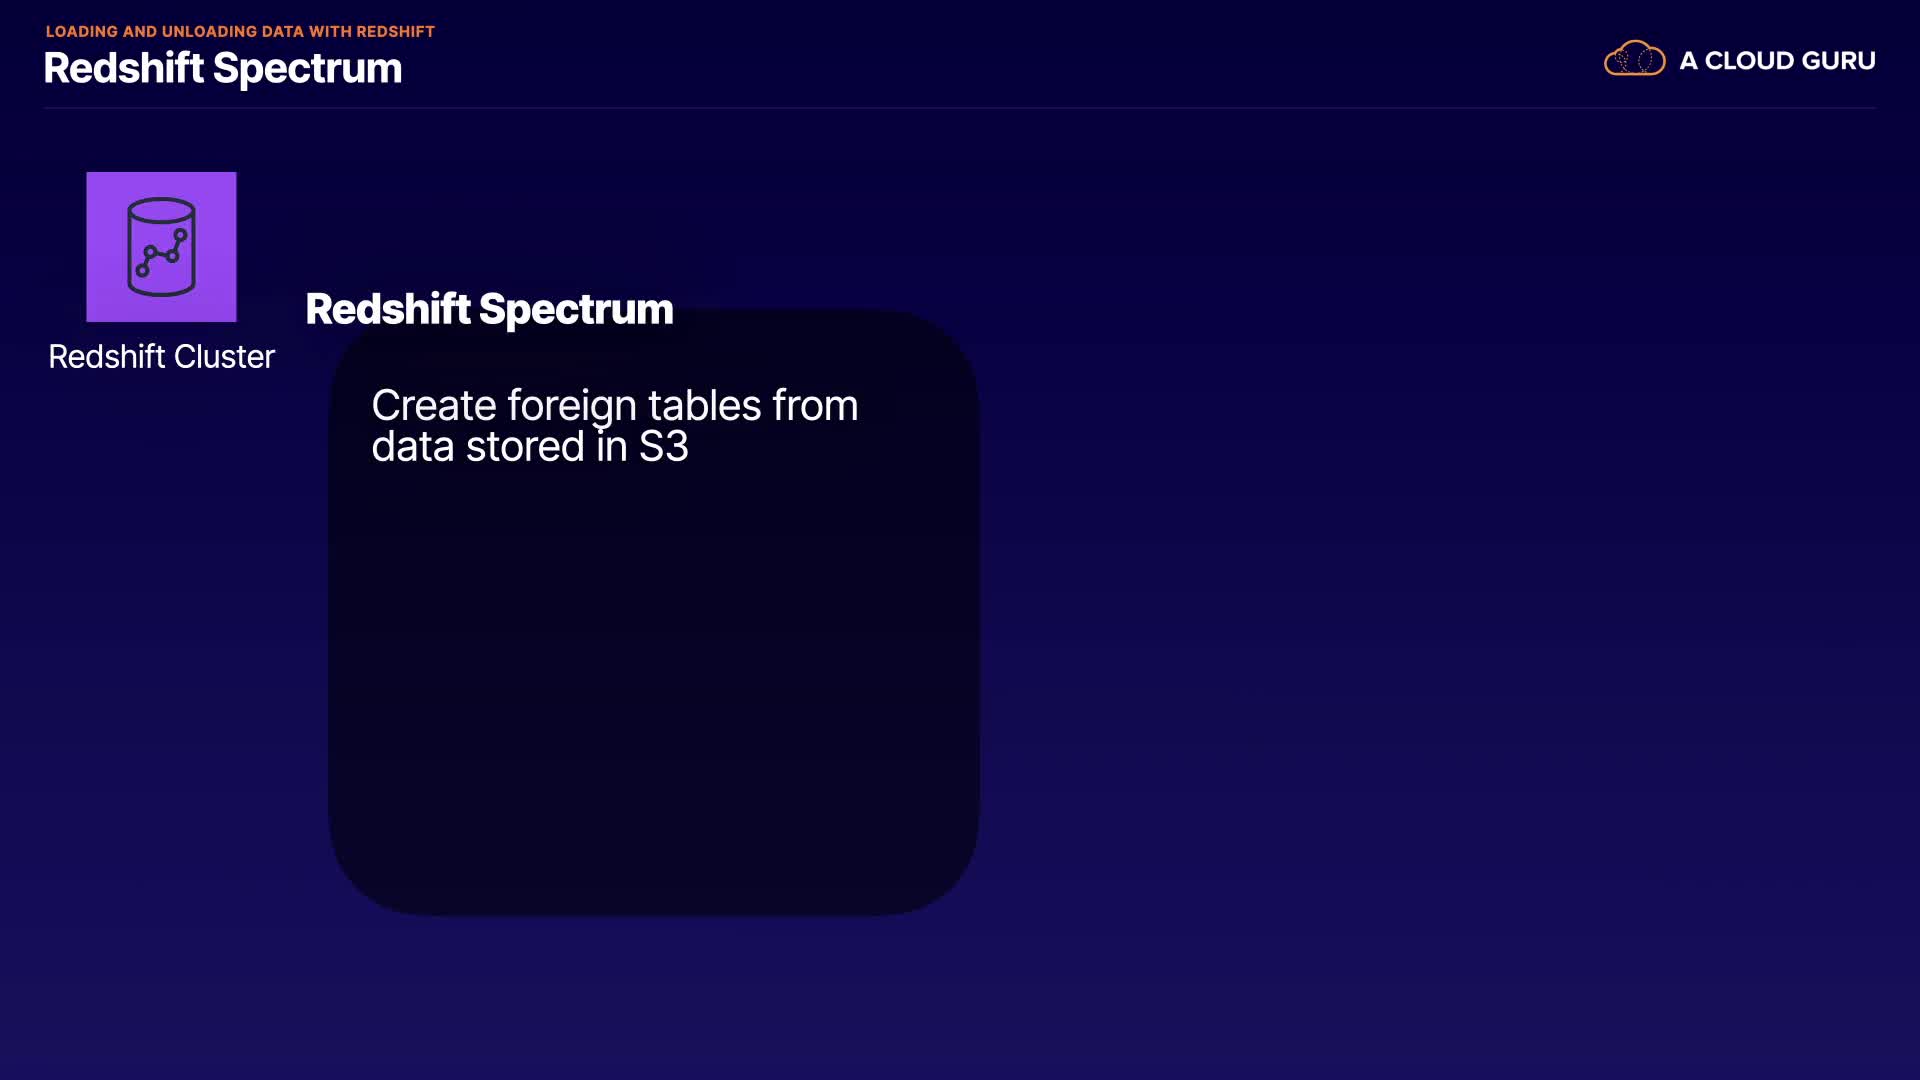 LOADING AND UNLOADING DATA WITH REDSHIFT
Redshift Spectrum
A CLOUD GURU
Redshift Cluster
Redshift Spectrum
Create foreign tables from
data stored in S3